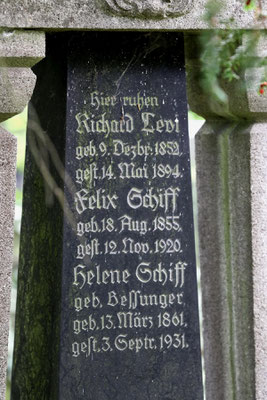 Hier ruhen
Richard Levi
geb. 9. Dezbr. 1852.
gest. 14. Mai 1894.
Felix Schiff
geb. 18. Aug. 1855.
gest. 12. Nov. 1920.
Helene Schiff
geb. Bessunger
geb. 13. März 1861.
gest. 3. Septr. 1931.